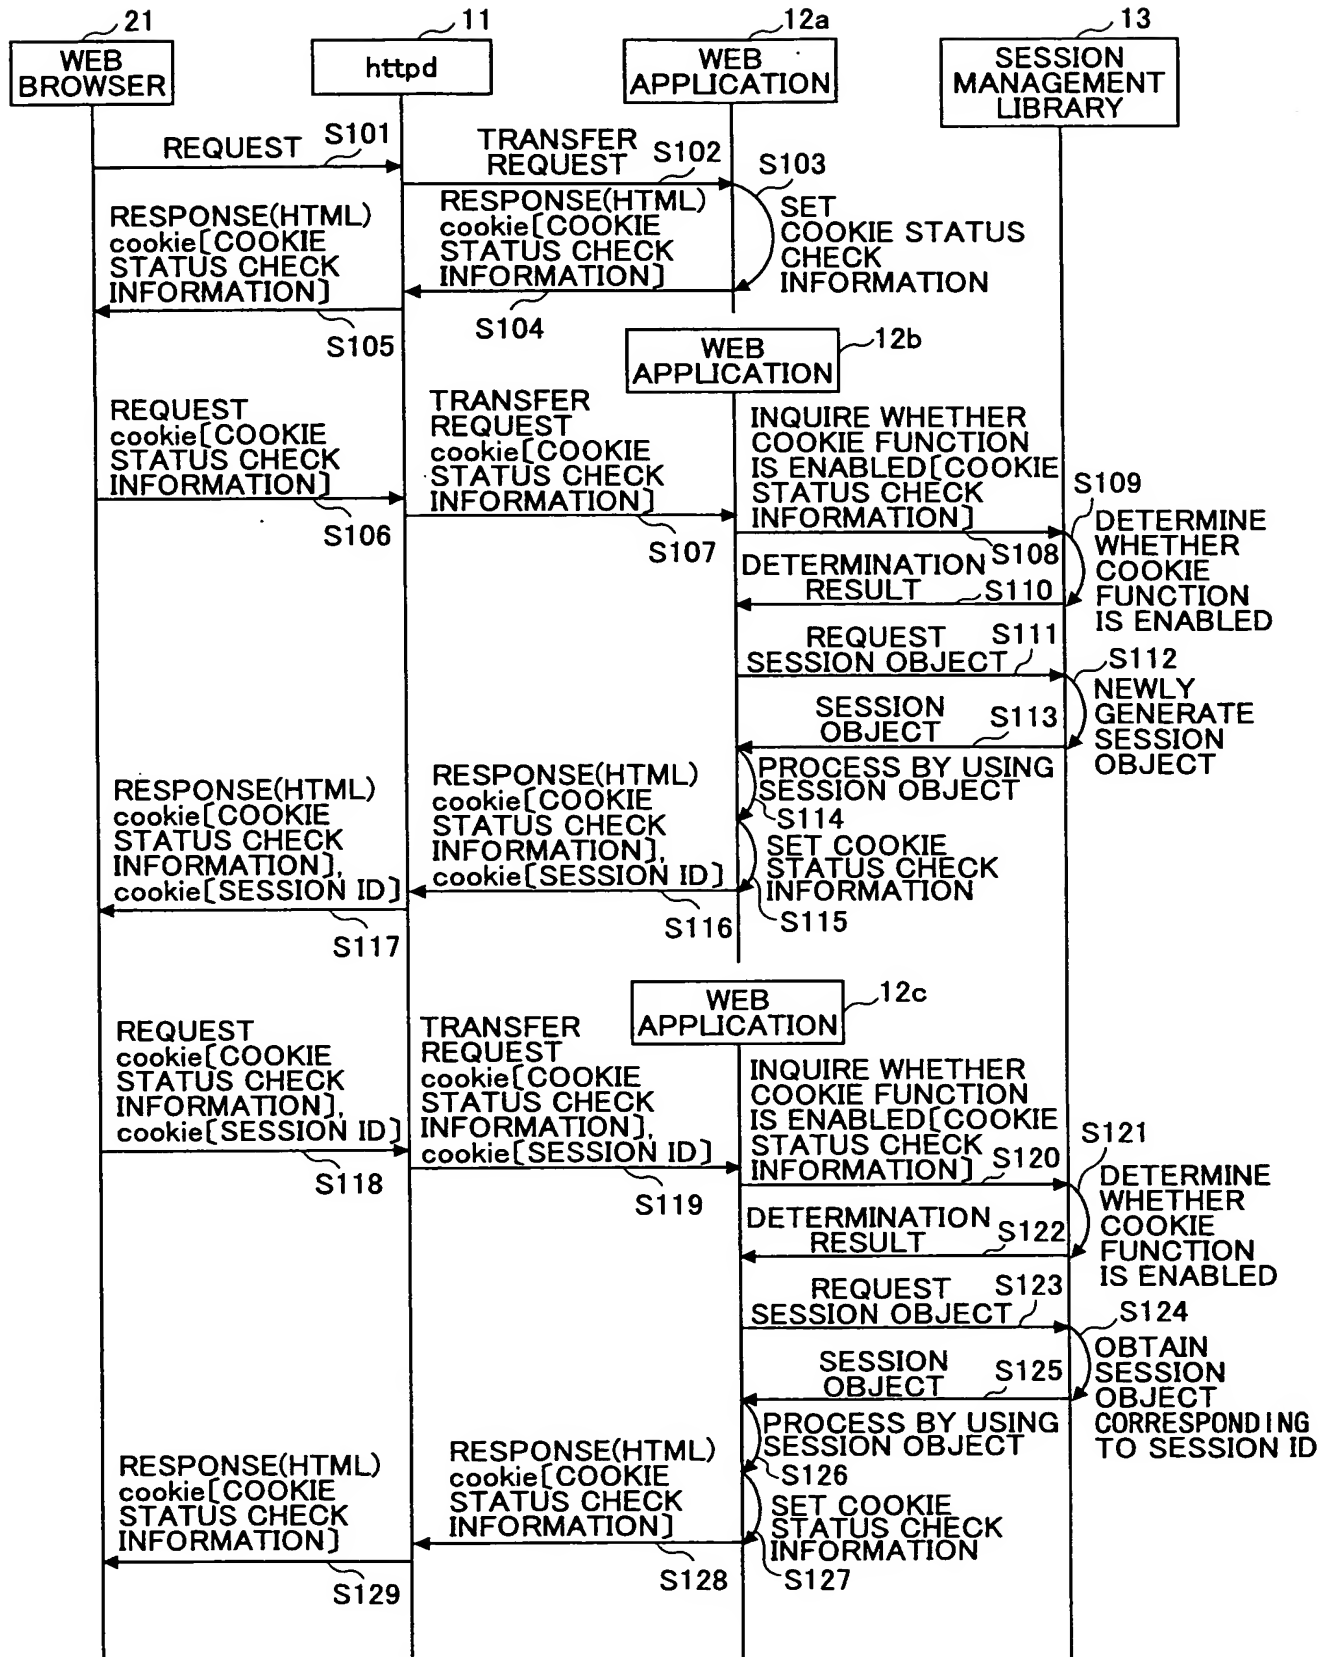 21
11
12a
13
WEB
BROWSER
httpd
WEB
APPLICATION
SESSION
MANAGEMENT
LIBRARY
REQUEST
S101
TRANSFER
REQUEST
S102
S103
SET
COOKIE STATUS
CHECK
INFORMATION
RESPONSE(HTML)
cookie[COOKIE
STATUS CHECK
INFORMATION]
S104
RESPONSE(HTML)
cookie[COOKIE
STATUS CHECK
INFORMATION]
S105
WEB
APPLICATION
12b
REQUEST
cookie[COOKIE
STATUS CHECK
INFORMATION]
S106
TRANSFER
REQUEST
cookie[COOKIE
STATUS CHECK
INFORMATION]
S107
INQUIRE WHETHER
COOKIE FUNCTION
IS ENABLED[COOKIE
STATUS CHECK
INFORMATION]
S108
S109
DETERMINE
WHETHER
COOKIE
FUNCTION
IS ENABLED
DETERMINATION
RESULT
S110
REQUEST
SESSION OBJECT
S111
S112
NEWLY
GENERATE
SESSION
OBJECT
SESSION
OBJECT
S113
PROCESS BY USING
SESSION OBJECT
S114
SET COOKIE
STATUS CHECK
INFORMATION
S115
RESPONSE(HTML)
cookie[COOKIE
STATUS CHECK
INFORMATION],
cookie[SESSION ID]
S116
RESPONSE(HTML)
cookie[COOKIE
STATUS CHECK
INFORMATION],
cookie[SESSION ID]
S117
WEB
APPLICATION
12c
REQUEST
cookie[COOKIE
STATUS CHECK
INFORMATION],
cookie[SESSION ID]
S118
TRANSFER
REQUEST
cookie[COOKIE
STATUS CHECK
INFORMATION],
cookie[SESSION ID]
S119
INQUIRE WHETHER
COOKIE FUNCTION
IS ENABLED[COOKIE
STATUS CHECK
INFORMATION]
S120
S121
DETERMINE
WHETHER
COOKIE
FUNCTION
IS ENABLED
DETERMINATION
RESULT
S122
REQUEST
SESSION OBJECT
S123
S124
OBTAIN
SESSION
OBJECT
CORRESPONDING
TO SESSION ID
SESSION
OBJECT
S125
PROCESS BY USING
SESSION OBJECT
S126
SET COOKIE
STATUS CHECK
INFORMATION
S127
RESPONSE(HTML)
cookie[COOKIE
STATUS CHECK
INFORMATION]
S128
RESPONSE(HTML)
cookie[COOKIE
STATUS CHECK
INFORMATION]
S129